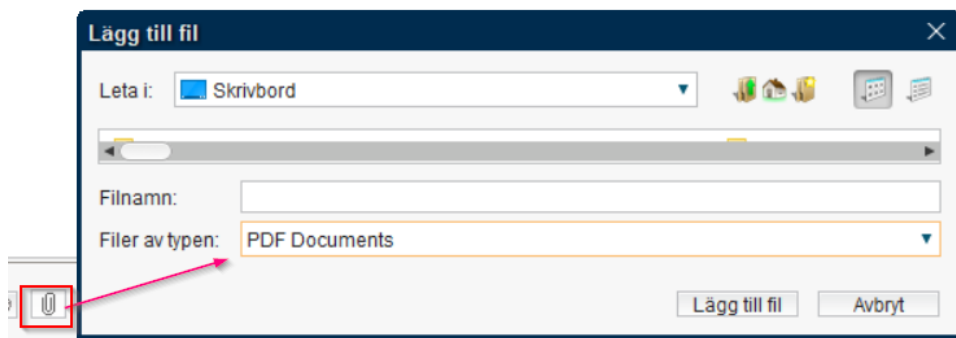 Lägg till fil
Leta i: Skrivbord
Filnamn:
Filer av typen: PDF Documents
Lägg till fil Avbryt